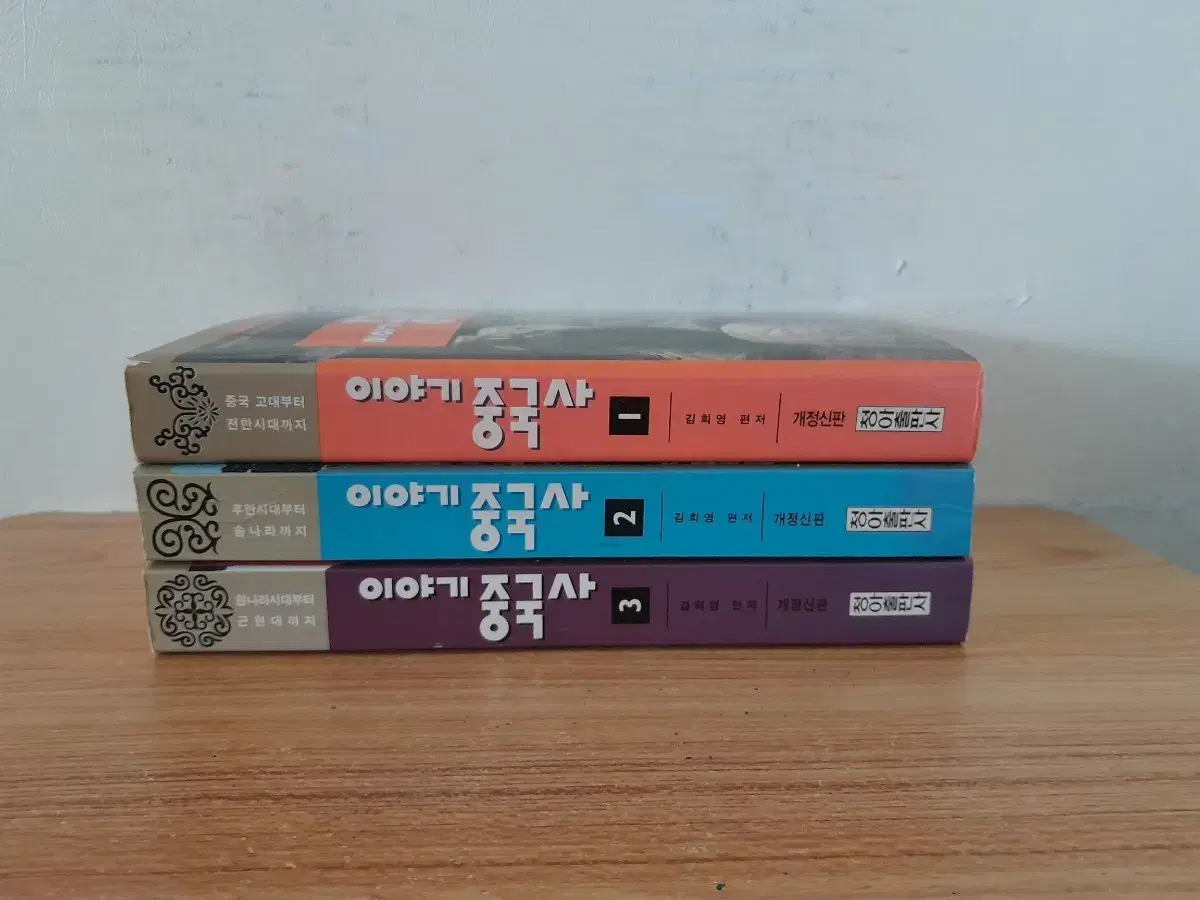 중국 고대부터
전한시대까지
이야기 중국사 1 김희영 편저 개정신판 청아출판사
후한시대부터
송나라까지
이야기 중국사 2 김희영 편저 개정신판 청아출판사
원나라시대부터
근현대까지
이야기 중국사 3 김희영 편저 개정신판 청아출판사